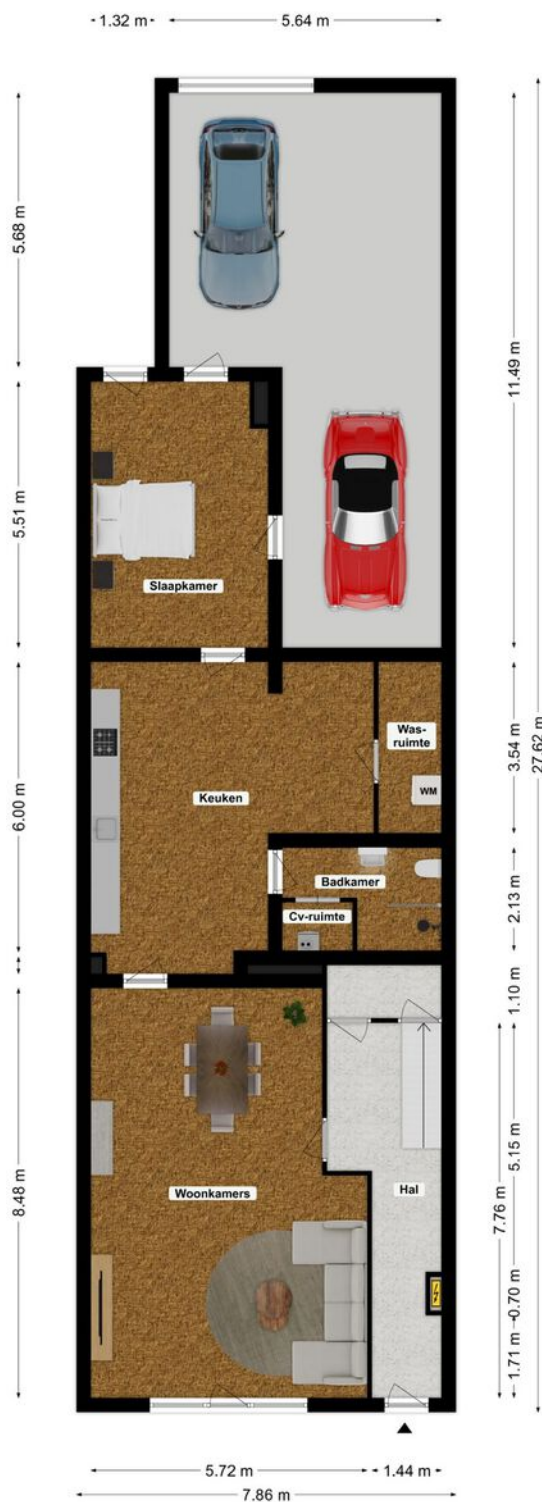 1.32 m
5.64 m
5.68 m
11.49 m
5.51 m
Slaapkamer
Was-
ruimte
3.54 m
27.62 m
WM
Keuken
6.00 m
Badkamer
2.13 m
Cv-ruimte
1.10 m
8.48 m
Woonkamers
Hal
5.15 m
7.76 m
0.70 m
1.71 m
5.72 m
1.44 m
7.86 m